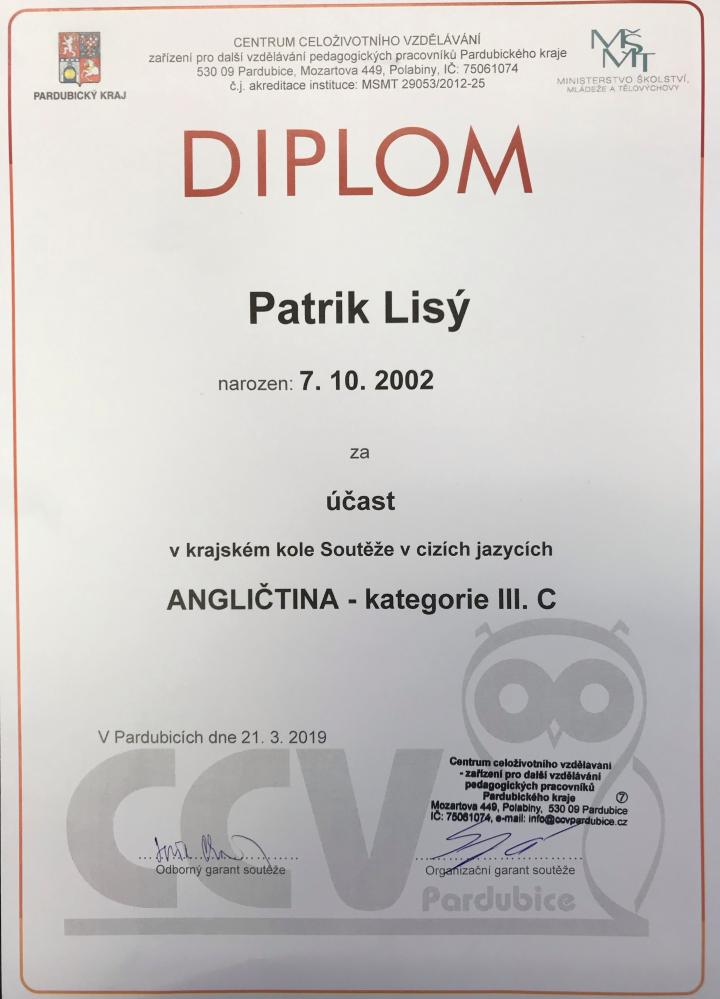 PARDUBICKÝ KRAJ
CENTRUM CELOŽIVOTNÍHO VZDĚLÁVÁNÍ
zařízení pro další vzdělávání pedagogických pracovníků Pardubického kraje
530 09 Pardubice, Mozartova 449, Polabiny, IČ: 75061074
č.j. akreditace instituce: MSMT 29053/2012-25
MŠMT
MINISTERSTVO ŠKOLSTVÍ,
MLÁDEŽE A TĚLOVÝCHOVY
DIPLOM
Patrik Lisý
narozen: 7. 10. 2002
za
účast
v krajském kole Soutěže v cizích jazycích
ANGLIČTINA - kategorie III. C
V Pardubicích dne 21. 3. 2019
Centrum celoživotního vzdělávání
- zařízení pro další vzdělávání
pedagogických pracovníků
Pardubického kraje 7
Mozartova 449, Polabiny, 530 09 Pardubice
IČ: 75061074, e-mail: info@ccvpardubice.cz
Odborný garant soutěže
Organizační garant soutěže
CCV
Pardubice